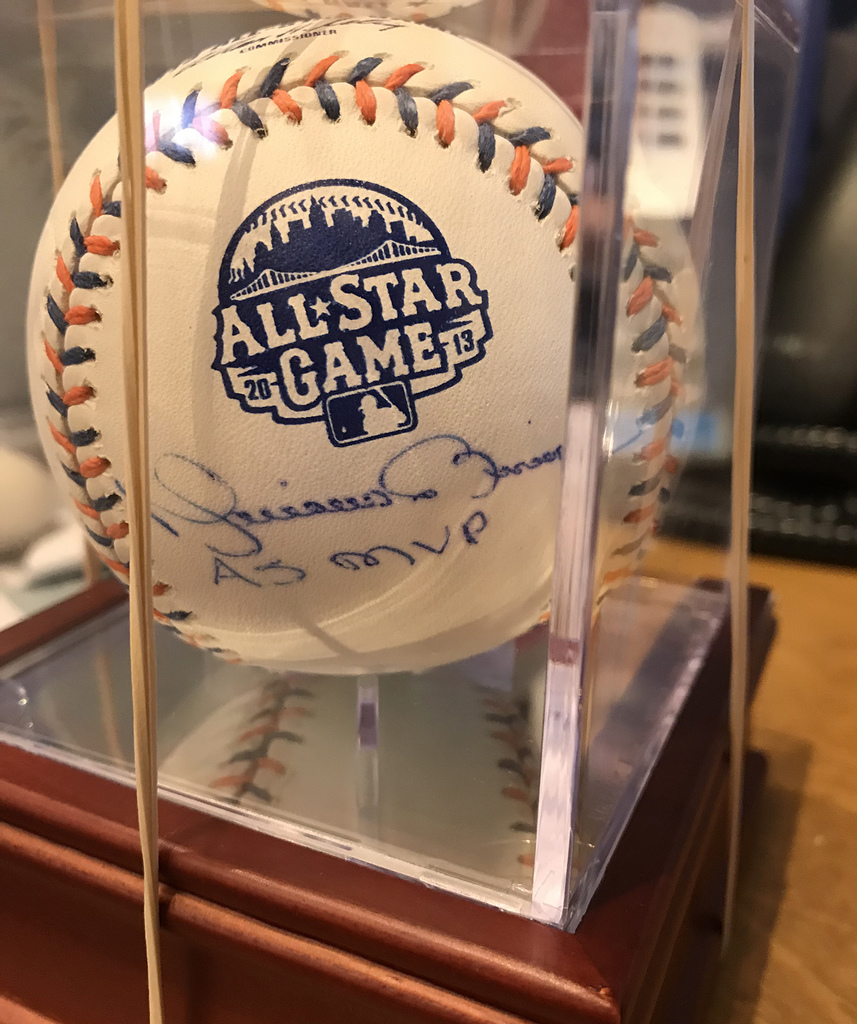 COMMISSIONER
ALL★STAR
20 GAME 13
Mariano Rivera
AS MVP